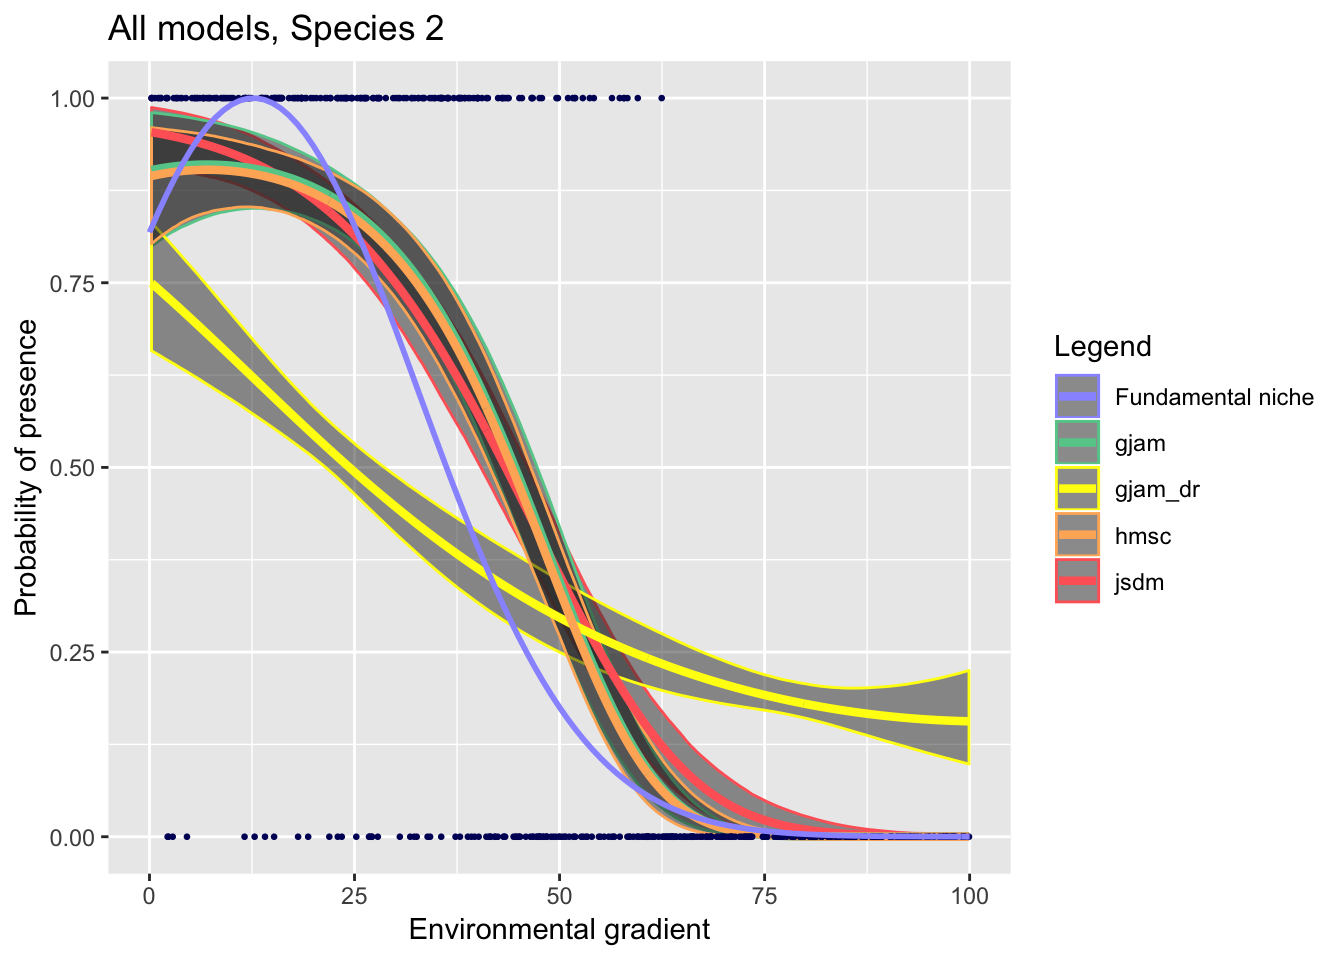 All models, Species 2
1.00
0.75
0.50
0.25
0.00
Probability of presence
0
25
50
75
100
Environmental gradient
Legend
Fundamental niche
gjam
gjam_dr
hmsc
jsdm